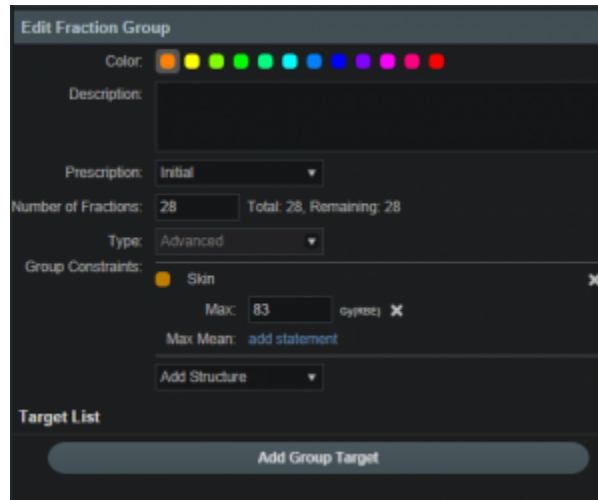 Edit Fraction Group
Color:
Description:
Prescription: Initial
Number of Fractions: 28 Total: 28, Remaining: 28
Type: Advanced
Group Constraints:
Skin
Max: 83 Gy(RBE)
Max Mean: add statement
Add Structure
Target List
Add Group Target